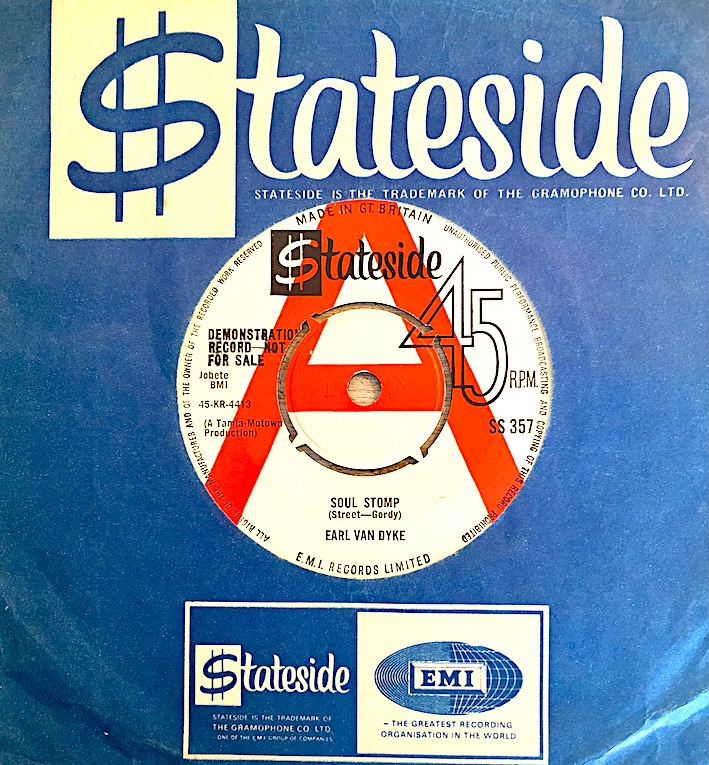 $tateside
STATESIDE IS THE TRADEMARK OF THE GRAMOPHONE CO. LTD.
MADE IN GT. BRITAIN
UNAUTHORISED PUBLIC PERFORMANCE BROADCASTING AND COPYING OF THIS RECORD PROHIBITED
ALL RIGHTS OF THE MANUFACTURER AND OF THE OWNER OF THE RECORDED WORK RESERVED
$tateside
45
R.P.M.
DEMONSTRATION
RECORD—NOT
FOR SALE
Jobete
BMI
45-KR-4413
(A Tamla-Motown
Production)
SS 357
SOUL STOMP
(Street—Gordy)
EARL VAN DYKE
E.M.I. RECORDS LIMITED
A
$tateside
STATESIDE IS THE TRADEMARK OF
THE GRAMOPHONE CO. LTD.
- ONE OF THE E.M.I. GROUP OF COMPANIES
EMI
– THE GREATEST RECORDING
ORGANISATION IN THE WORLD